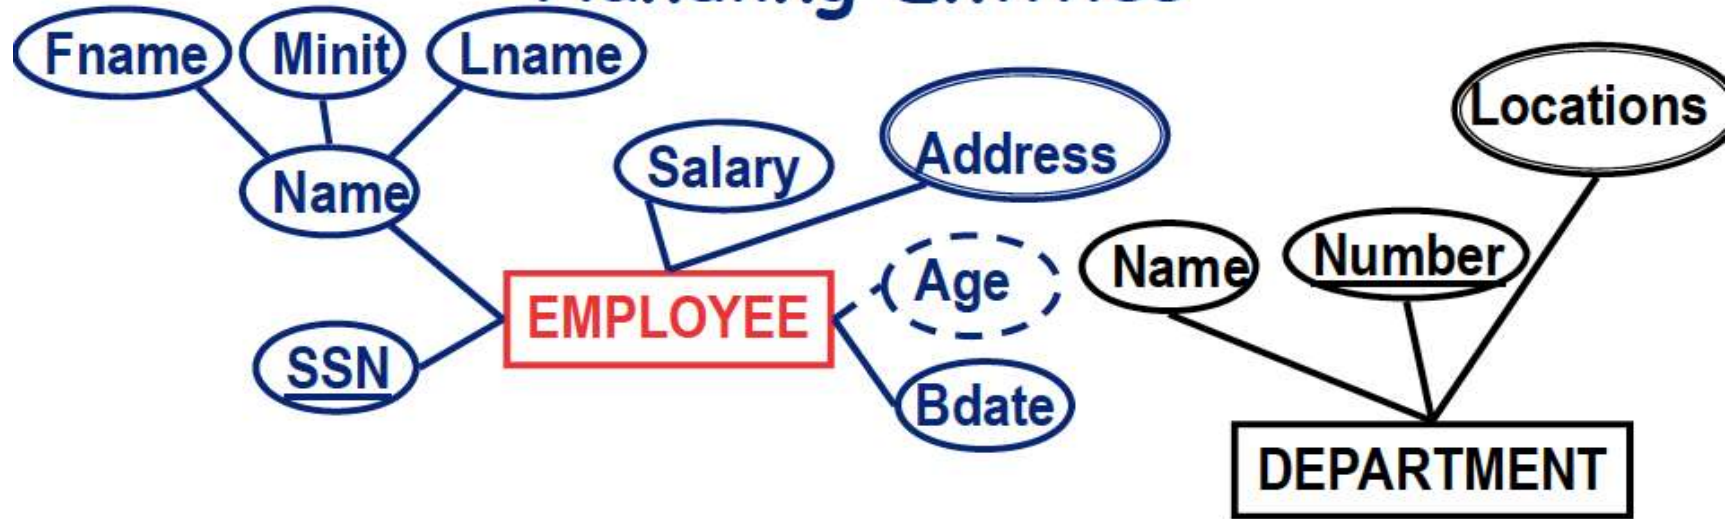 Fname Minit Lname
Locations
Address
Salary
Name
Name Number
Age
EMPLOYEE
SSN
Bdate
DEPARTMENT